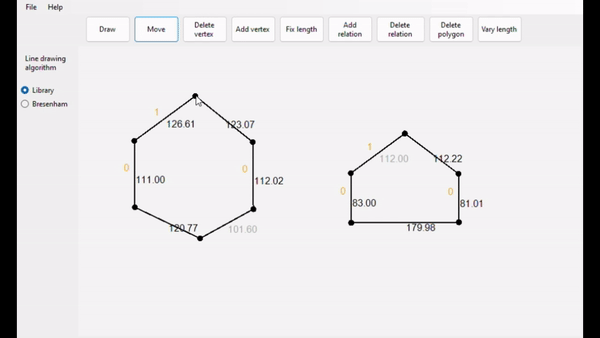 File Help
Draw
Move
Delete
vertex
Add vertex
Fix length
Add
relation
Delete
relation
Delete
polygon
Vary length
Line drawing
algorithm
Library
Bresenham
1
126.61
123.07
0
0
111.00
112.02
120.77
101.60
1
112.00
112.22
0
0
83.00
81.01
179.98